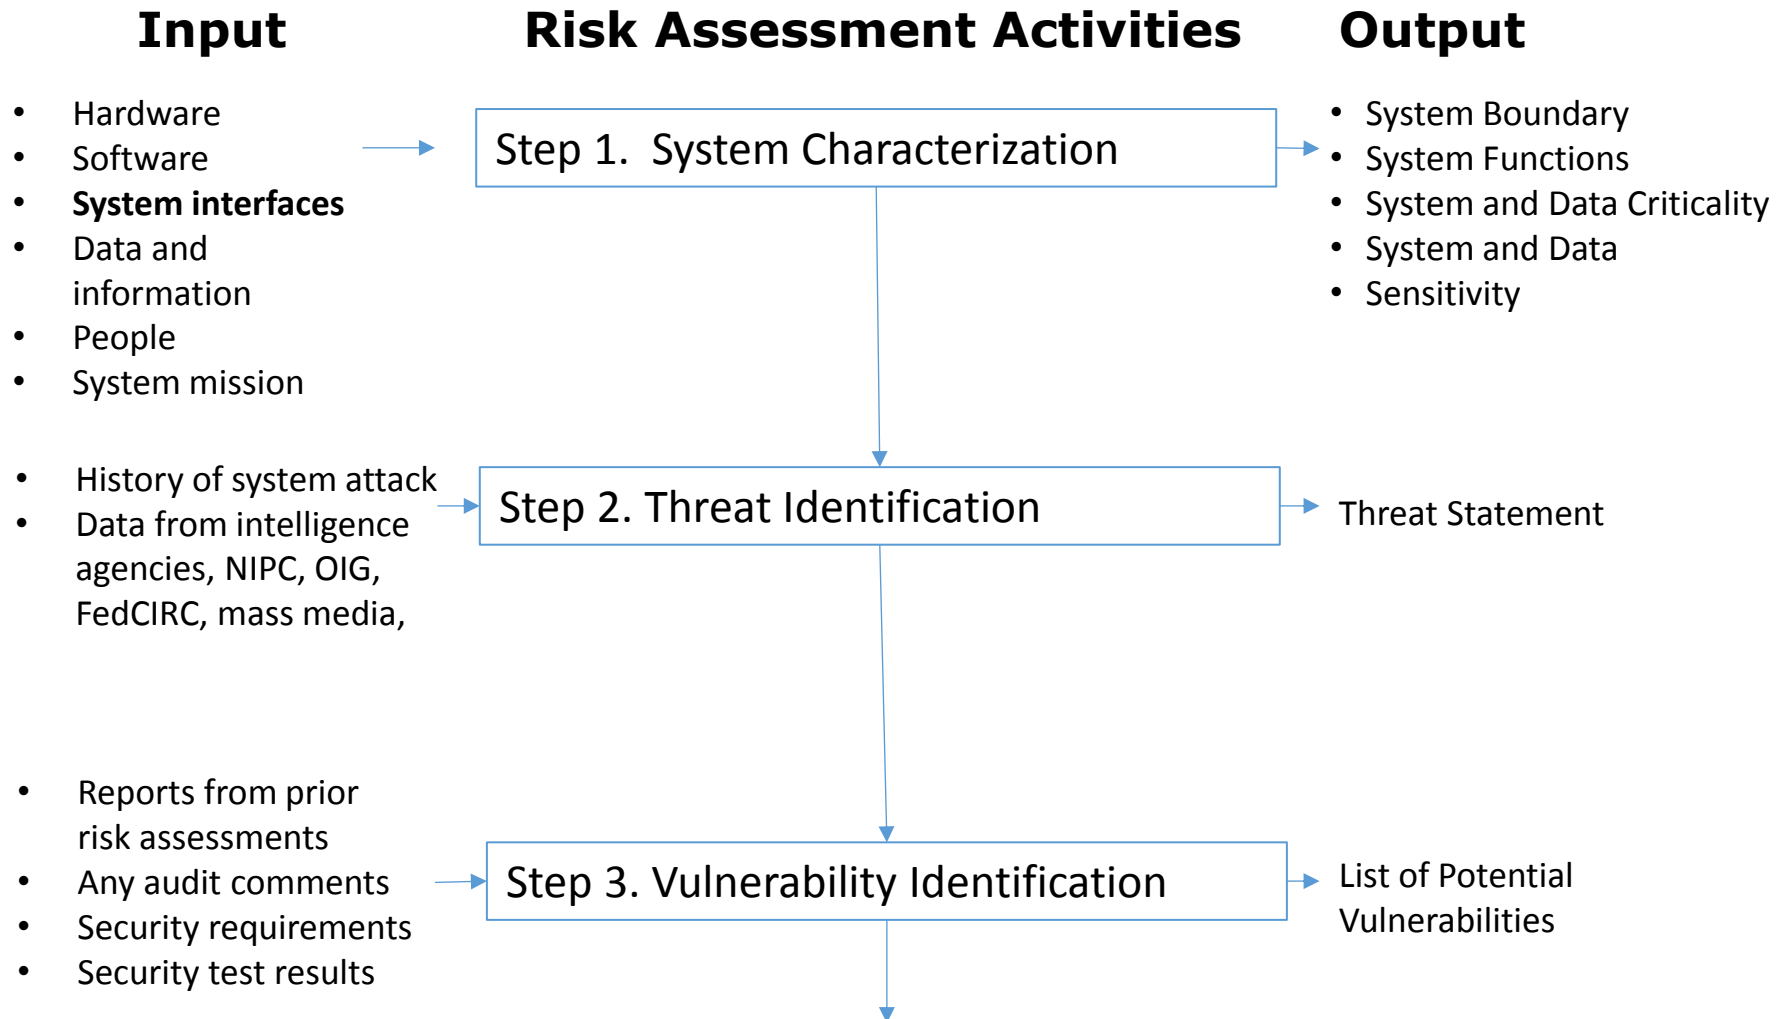 Input
Risk Assessment Activities
Output
• Hardware
• Software
• System interfaces
• Data and
information
• People
• System mission
Step 1.  System Characterization
• System Boundary
• System Functions
• System and Data Criticality
• System and Data
• Sensitivity
• History of system attack
• Data from intelligence
agencies, NIPC, OIG,
FedCIRC, mass media,
Step 2. Threat Identification
Threat Statement
• Reports from prior
risk assessments
• Any audit comments
• Security requirements
• Security test results
Step 3. Vulnerability Identification
List of Potential
Vulnerabilities